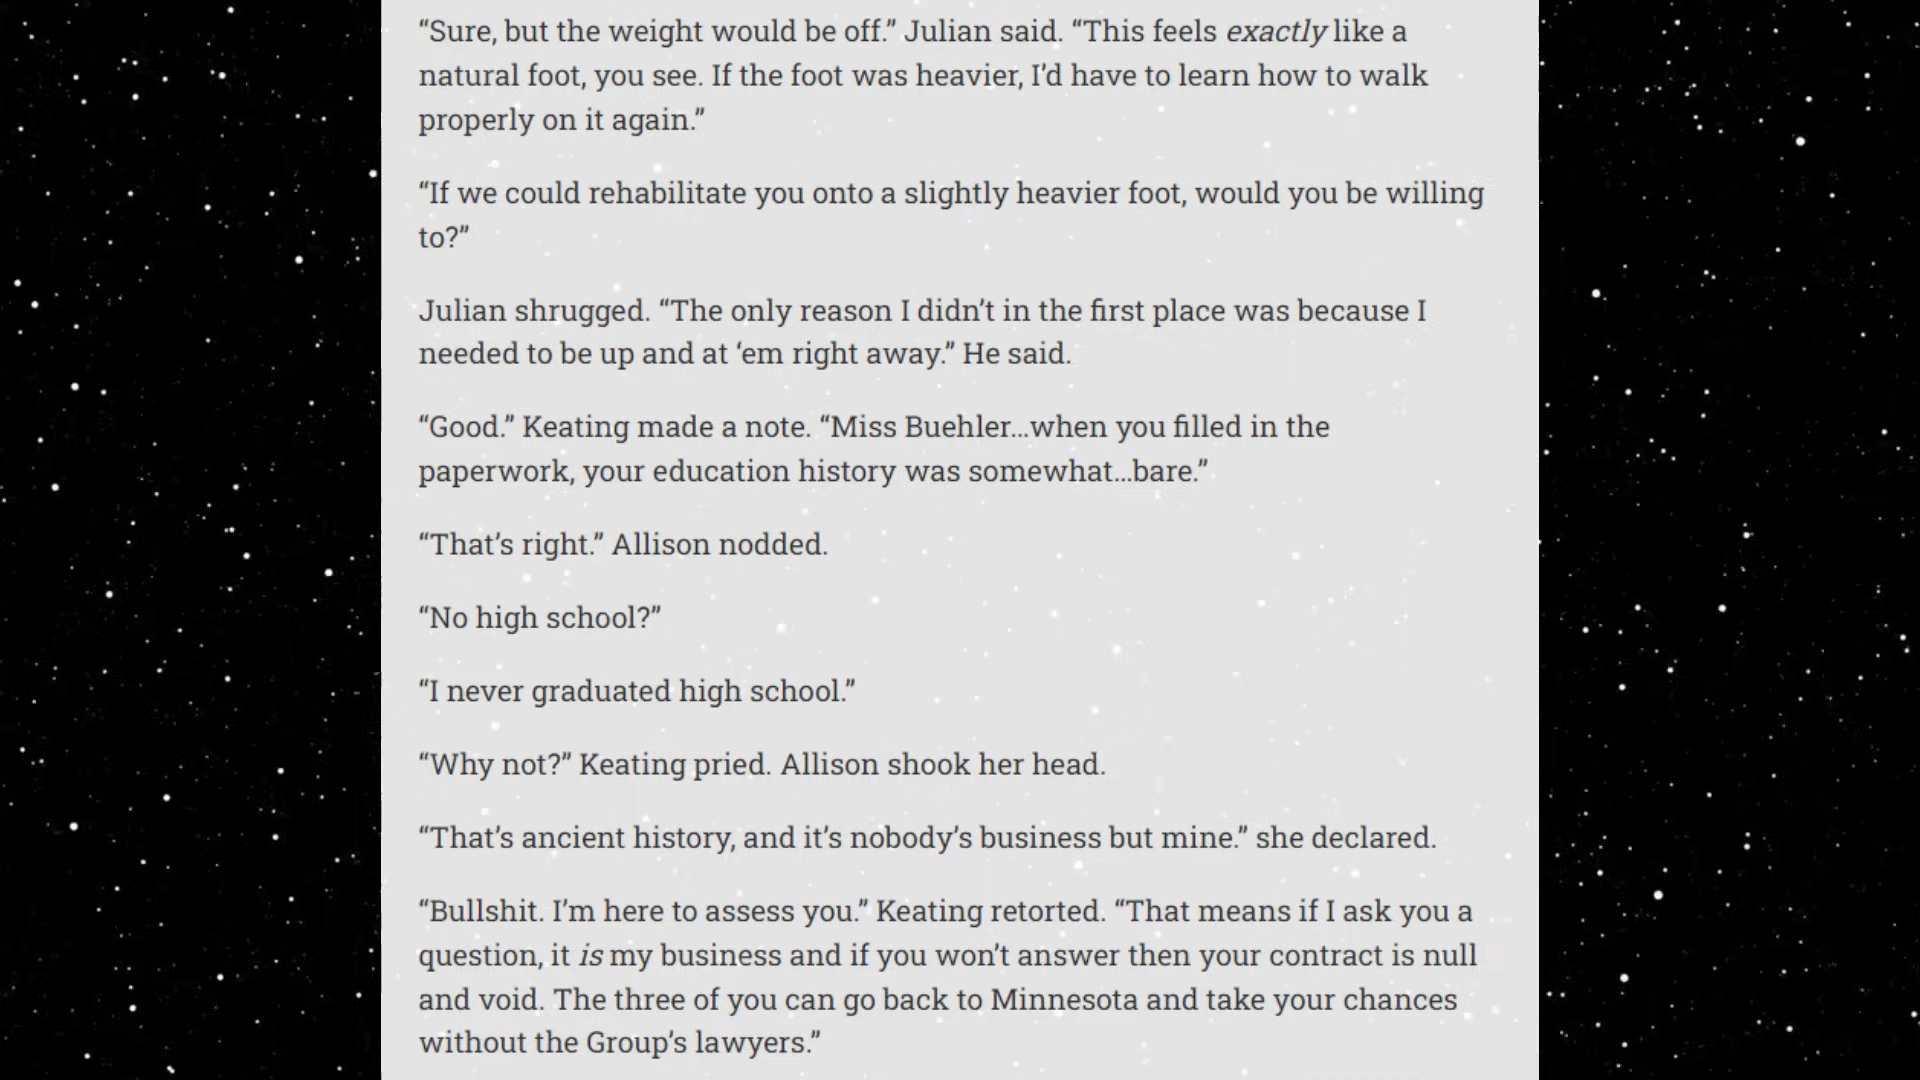 “Sure, but the weight would be off.” Julian said. “This feels exactly like a
natural foot, you see. If the foot was heavier, I’d have to learn how to walk
properly on it again.”
“If we could rehabilitate you onto a slightly heavier foot, would you be willing
to?”
Julian shrugged. “The only reason I didn’t in the first place was because I
needed to be up and at ‘em right away.” He said.
“Good.” Keating made a note. “Miss Buehler…when you filled in the
paperwork, your education history was somewhat…bare.”
“That’s right.” Allison nodded.
“No high school?”
“I never graduated high school.”
“Why not?” Keating pried. Allison shook her head.
“That’s ancient history, and it’s nobody’s business but mine.” she declared.
“Bullshit. I’m here to assess you.” Keating retorted. “That means if I ask you a
question, it is my business and if you won’t answer then your contract is null
and void. The three of you can go back to Minnesota and take your chances
without the Group’s lawyers.”